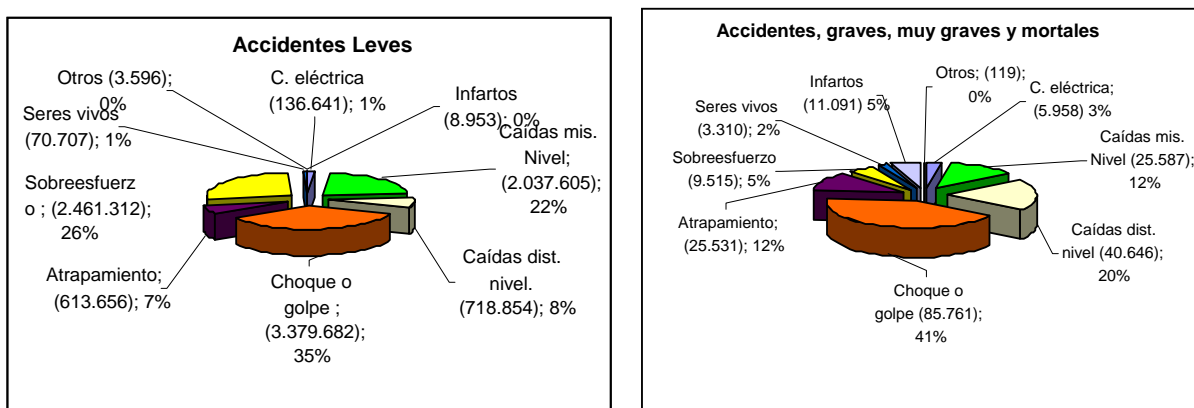 Accidentes Leves
Otros (3.596);
0%
C. eléctrica
(136.641); 1%
Infartos
(8.953); 0%
Seres vivos
(70.707); 1%
Caídas mis.
Nivel;
(2.037.605);
22%
Sobreesfuerz
o ; (2.461.312);
26%
Atrapamiento;
(613.656); 7%
Choque o
golpe ;
(3.379.682);
35%
Caídas dist.
nivel.
(718.854); 8%
Accidentes, graves, muy graves y mortales
Infartos
(11.091) 5%
Otros; (119);
0%
C. eléctrica;
(5.958) 3%
Seres vivos
(3.310); 2%
Caídas mis.
Nivel (25.587);
12%
Sobreesfuerzo
(9.515); 5%
Atrapamiento;
(25.531); 12%
Choque o
golpe (85.761);
41%
Caídas dist.
nivel (40.646);
20%